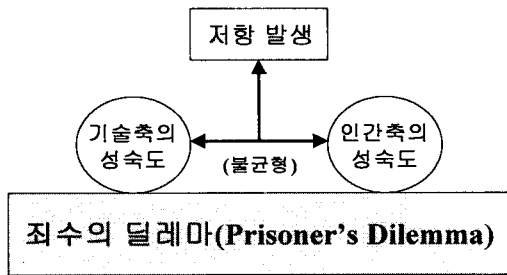 저항 발생
기술축의
성숙도
인간축의
성숙도
(불균형)
죄수의 딜레마(Prisoner's Dilemma)